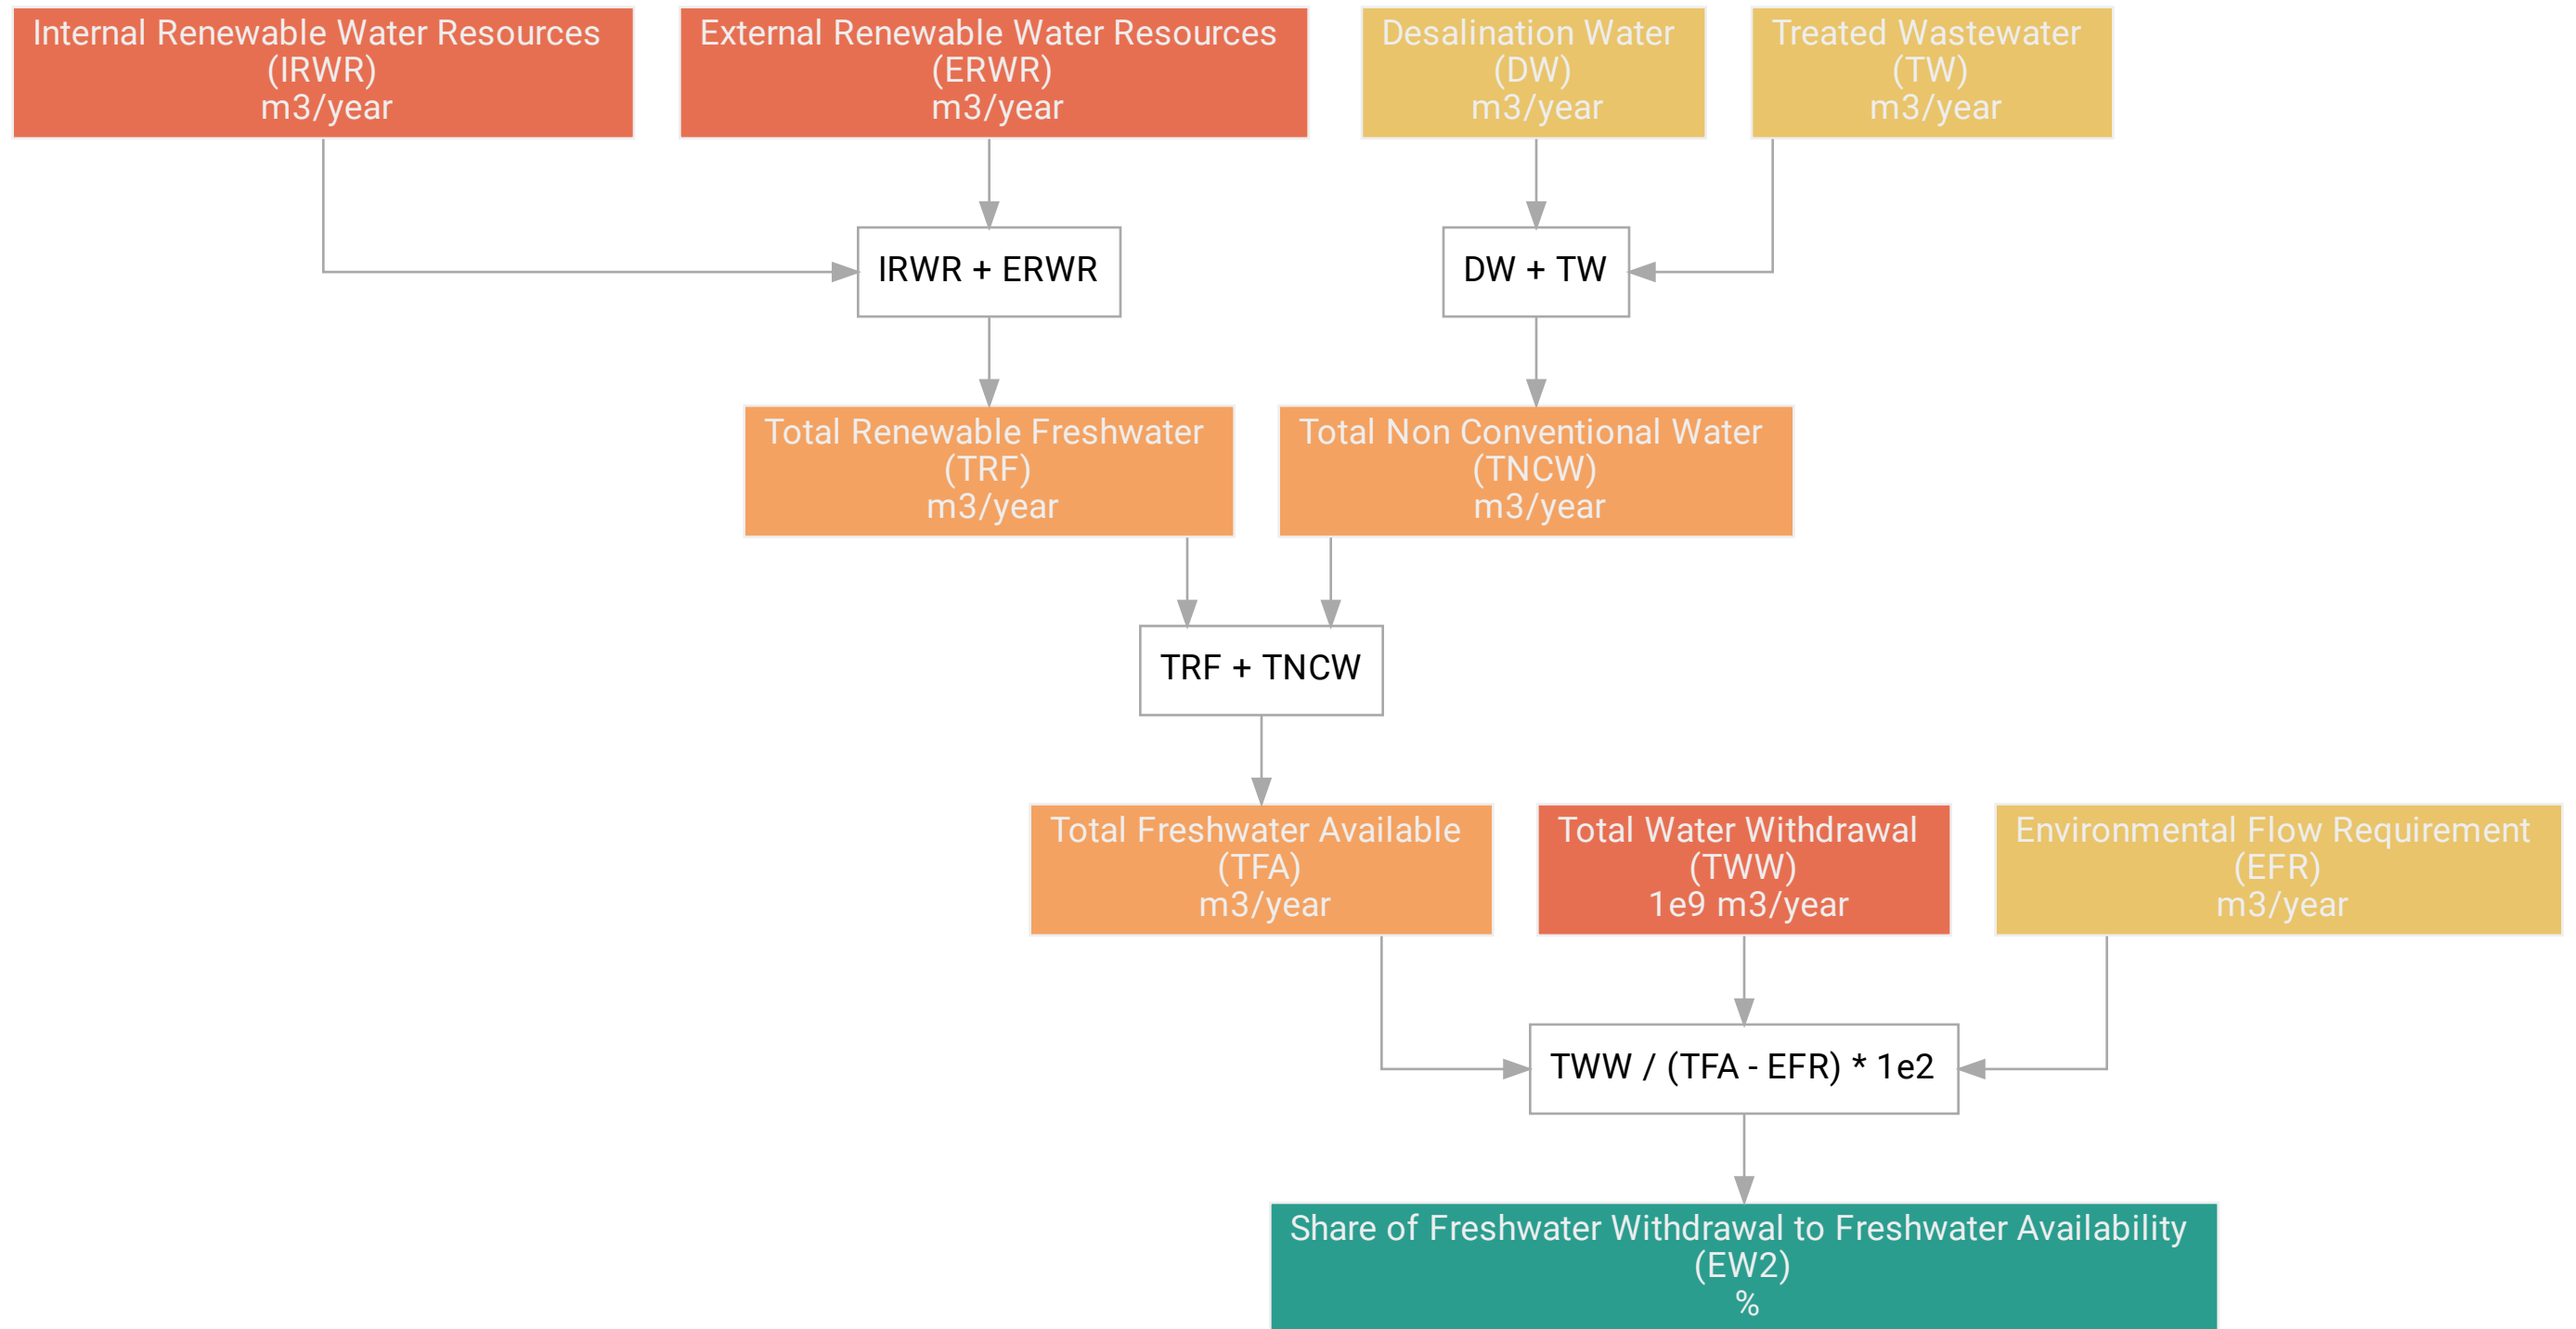 Internal Renewable Water Resources
(IRWR)
m3/year
External Renewable Water Resources
(ERWR)
m3/year
Desalination Water
(DW)
m3/year
Treated Wastewater
(TW)
m3/year
IRWR + ERWR
DW + TW
Total Renewable Freshwater
(TRF)
m3/year
Total Non Conventional Water
(TNCW)
m3/year
TRF + TNCW
Total Freshwater Available
(TFA)
m3/year
Total Water Withdrawal
(TWW)
1e9 m3/year
Environmental Flow Requirement
(EFR)
m3/year
TWW / (TFA - EFR) * 1e2
Share of Freshwater Withdrawal to Freshwater Availability
(EW2)
%